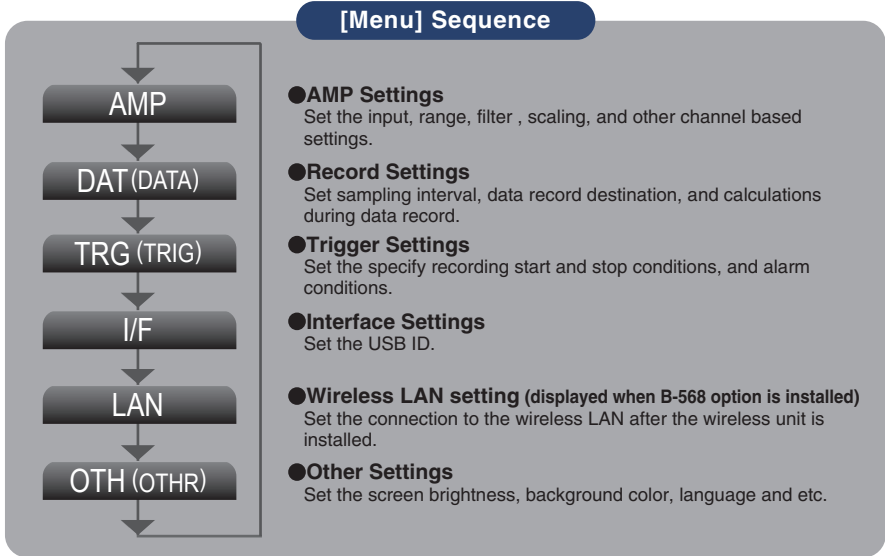 [Menu] Sequence
AMP
●AMP Settings
Set the input, range, filter , scaling, and other channel based
settings.
DAT (DATA)
●Record Settings
Set sampling interval, data record destination, and calculations
during data record.
TRG (TRIG)
●Trigger Settings
Set the specify recording start and stop conditions, and alarm
conditions.
I/F
●Interface Settings
Set the USB ID.
LAN
●Wireless LAN setting (displayed when B-568 option is installed)
Set the connection to the wireless LAN after the wireless unit is
installed.
OTH (OTHR)
●Other Settings
Set the screen brightness, background color, language and etc.